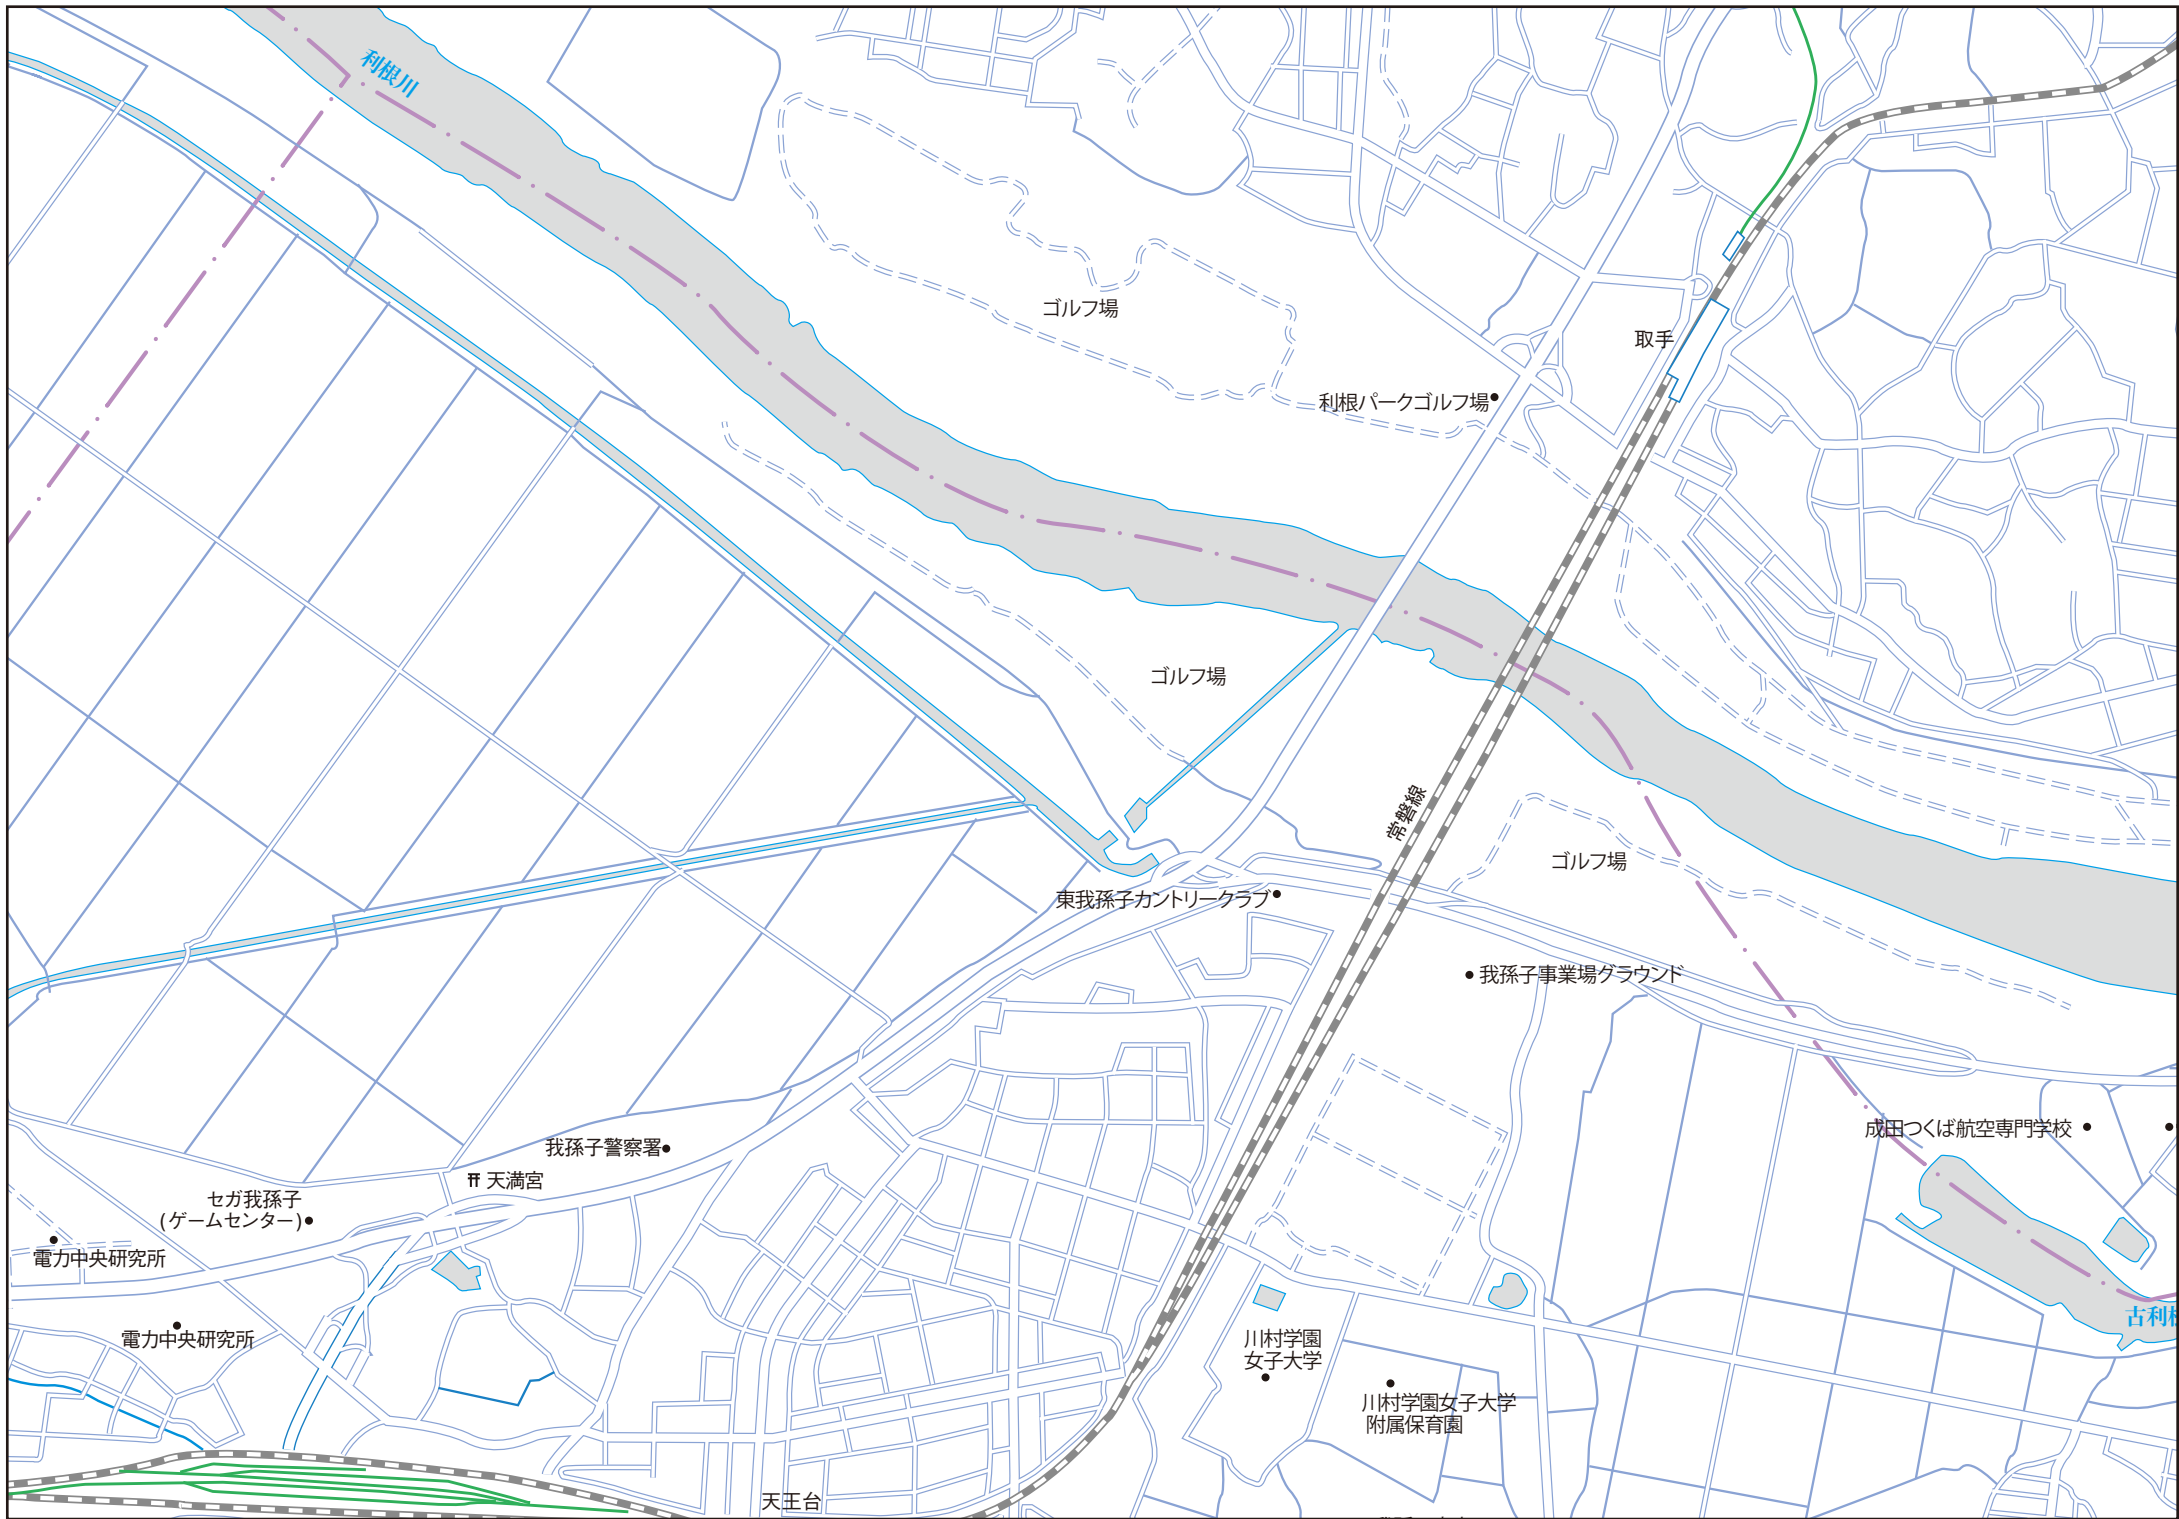 利根川
ゴルフ場
取手
利根パークゴルフ場
ゴルフ場
常磐線
ゴルフ場
東我孫子カントリークラブ
我孫子事業場グラウンド
成田つくば航空専門学校
我孫子警察署
天満宮
セガ我孫子
(ゲームセンター)
電力中央研究所
電力中央研究所
古利
川村学園
女子大学
川村学園女子大学
附属保育園
天王台